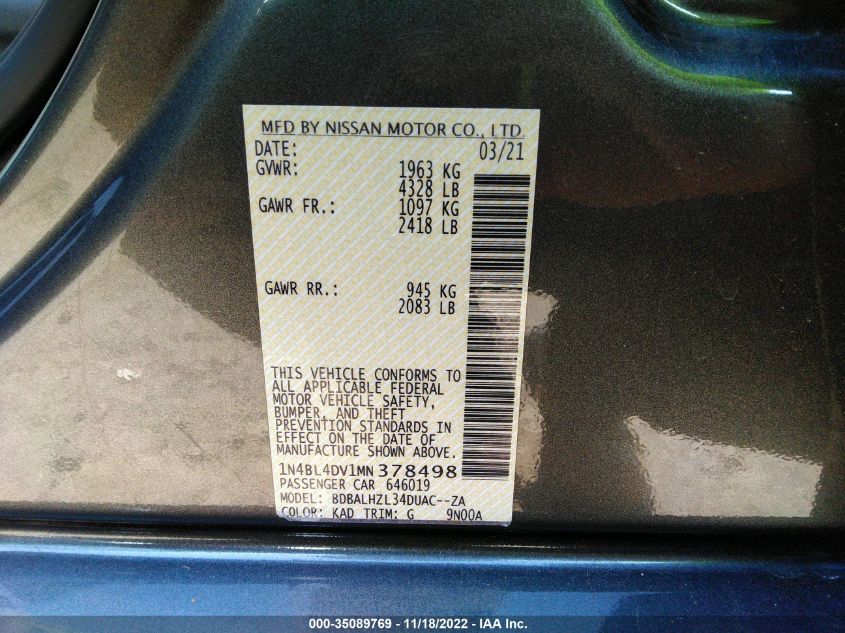 MFD BY NISSAN MOTOR CO., LTD.
DATE: 03/21
GVWR: 1963 KG
4328 LB
GAWR FR.: 1097 KG
2418 LB
GAWR RR.: 945 KG
2083 LB
THIS VEHICLE CONFORMS TO
ALL APPLICABLE FEDERAL
MOTOR VEHICLE SAFETY,
BUMPER, AND THEFT
PREVENTION STANDARDS IN
EFFECT ON THE DATE OF
MANUFACTURE SHOWN ABOVE.
1N4BL4DV1MN378498
PASSENGER CAR 646019
MODEL: BDBALHZL34DUAC--ZA
COLOR: KAD TRIM: G 9N00A
000-35089769 - 11/18/2022 - IAA Inc.